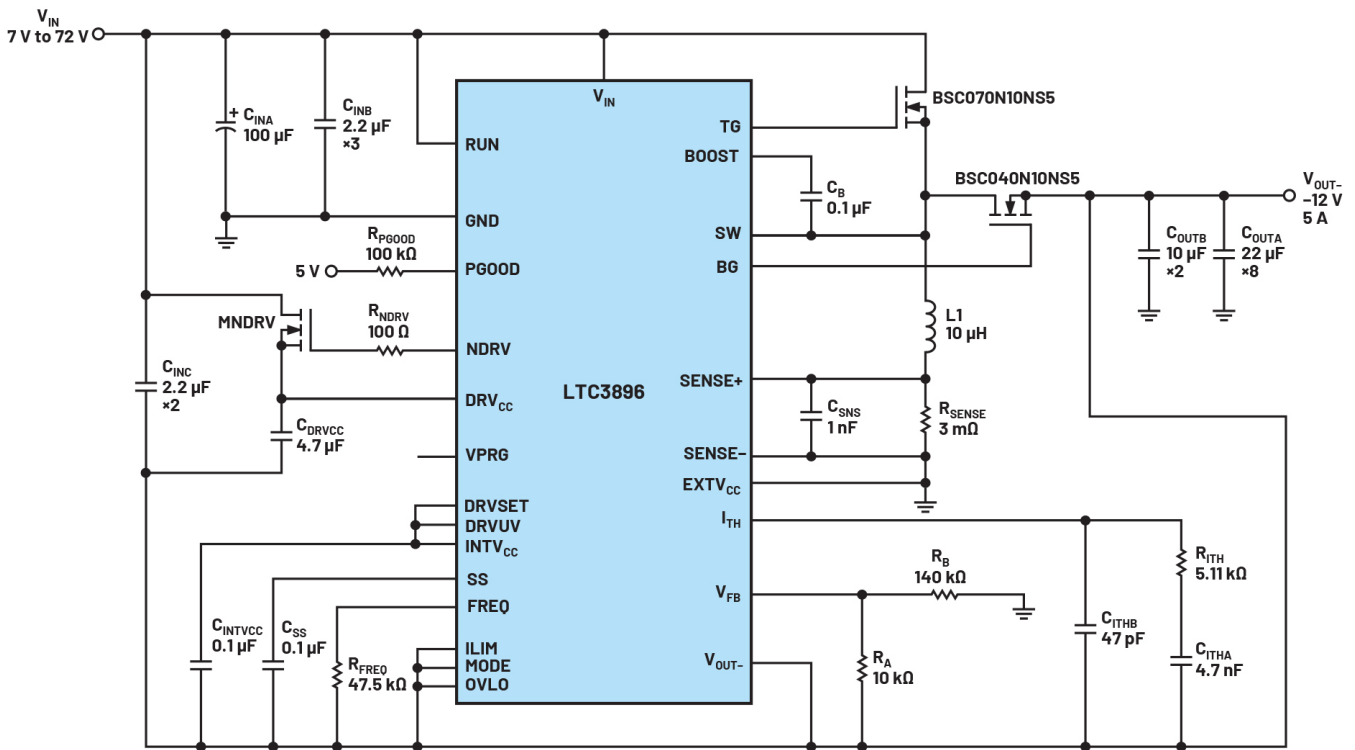 VIN
7 V to 72 V
+ CINA
100 µF
CINB
2.2 µF
×3
RPGOOD
100 kΩ
5 V
MNDRV
RNDRV
100 Ω
CINC
2.2 µF
×2
CDRVCC
4.7 µF
CINTVCC
0.1 µF
CSS
0.1 µF
RFREQ
47.5 kΩ
VIN
RUN
GND
PGOOD
NDRV
DRVCC
VPRG
DRVSET
DRVUV
INTVCC
SS
FREQ
ILIM
MODE
OVLO
LTC3896
TG
BOOST
SW
BG
SENSE+
SENSE–
EXTVCC
ITH
VFB
VOUT–
BSC070N10NS5
CB
0.1 µF
BSC040N10NS5
VOUT–
–12 V
5 A
COUTB
10 µF
×2
COUTA
22 µF
×8
L1
10 µH
CSNS
1 nF
RSENSE
3 mΩ
RB
140 kΩ
RA
10 kΩ
RITH
5.11 kΩ
CITHB
47 pF
CITHA
4.7 nF